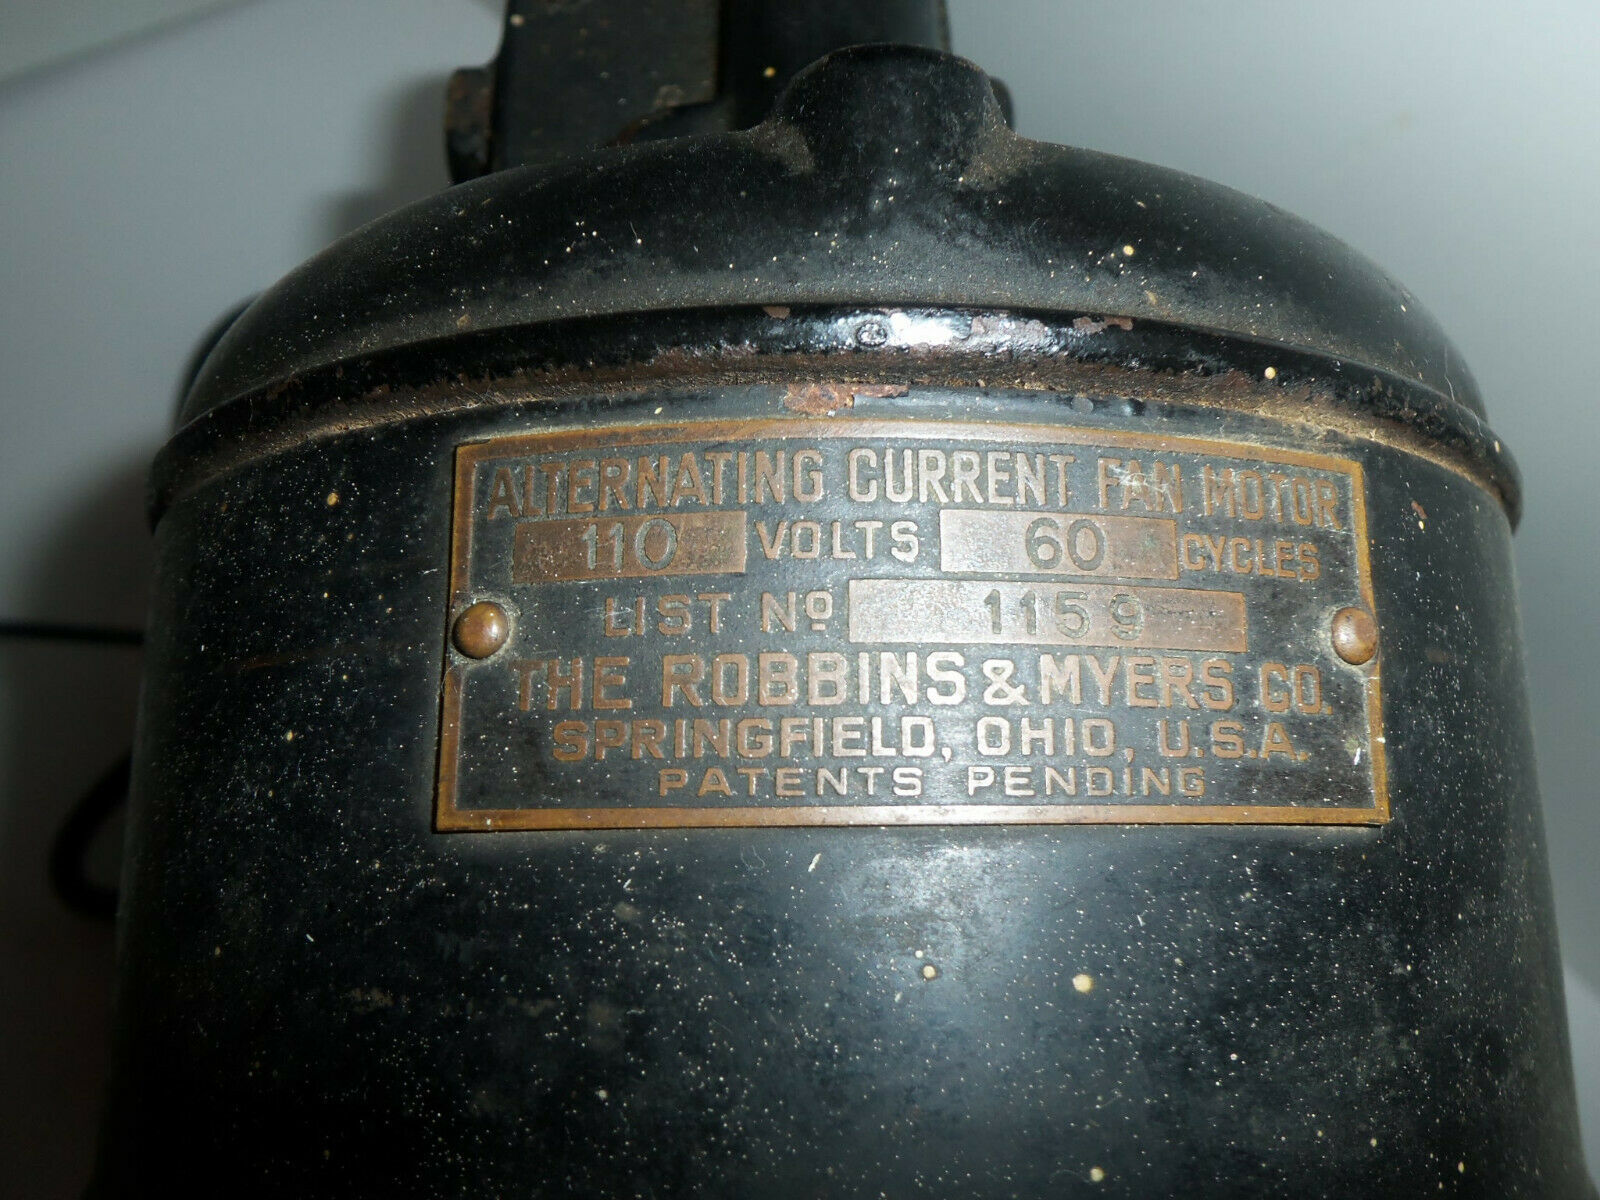 ALTERNATING CURRENT FAN MOTOR
110 VOLTS 60 CYCLES
LIST No 1159
THE ROBBINS & MYERS CO.
SPRINGFIELD, OHIO, U.S.A.
PATENTS PENDING